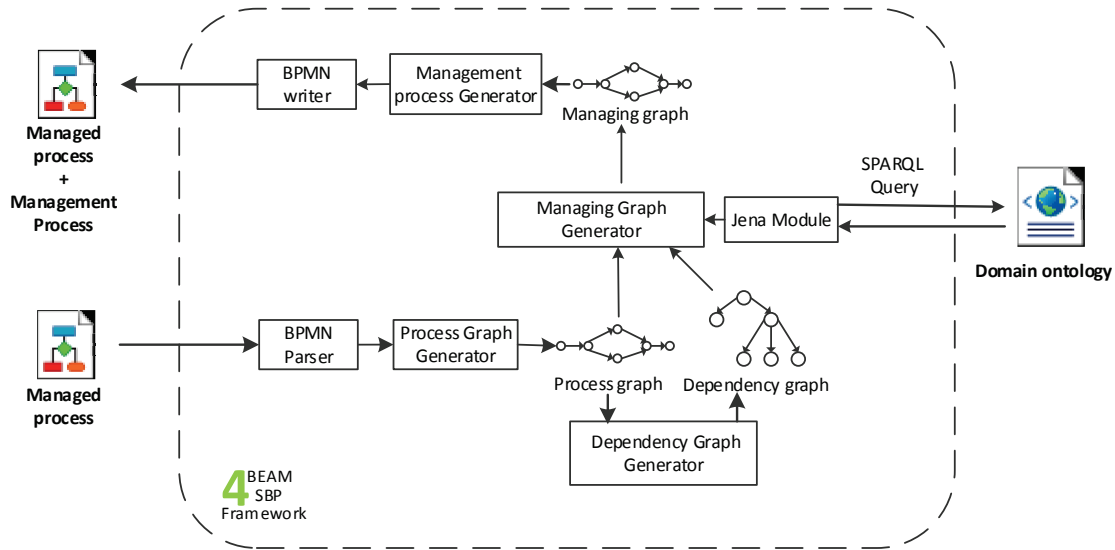 BPMN
writer
Management
process Generator
Managing graph
Managed
process
+
Management
Process
SPARQL
Query
Managing Graph
Generator
Jena Module
Domain ontology
BPMN
Parser
Process Graph
Generator
Process graph
Dependency graph
Managed
process
Dependency Graph
Generator
4 BEAM
SBP
Framework